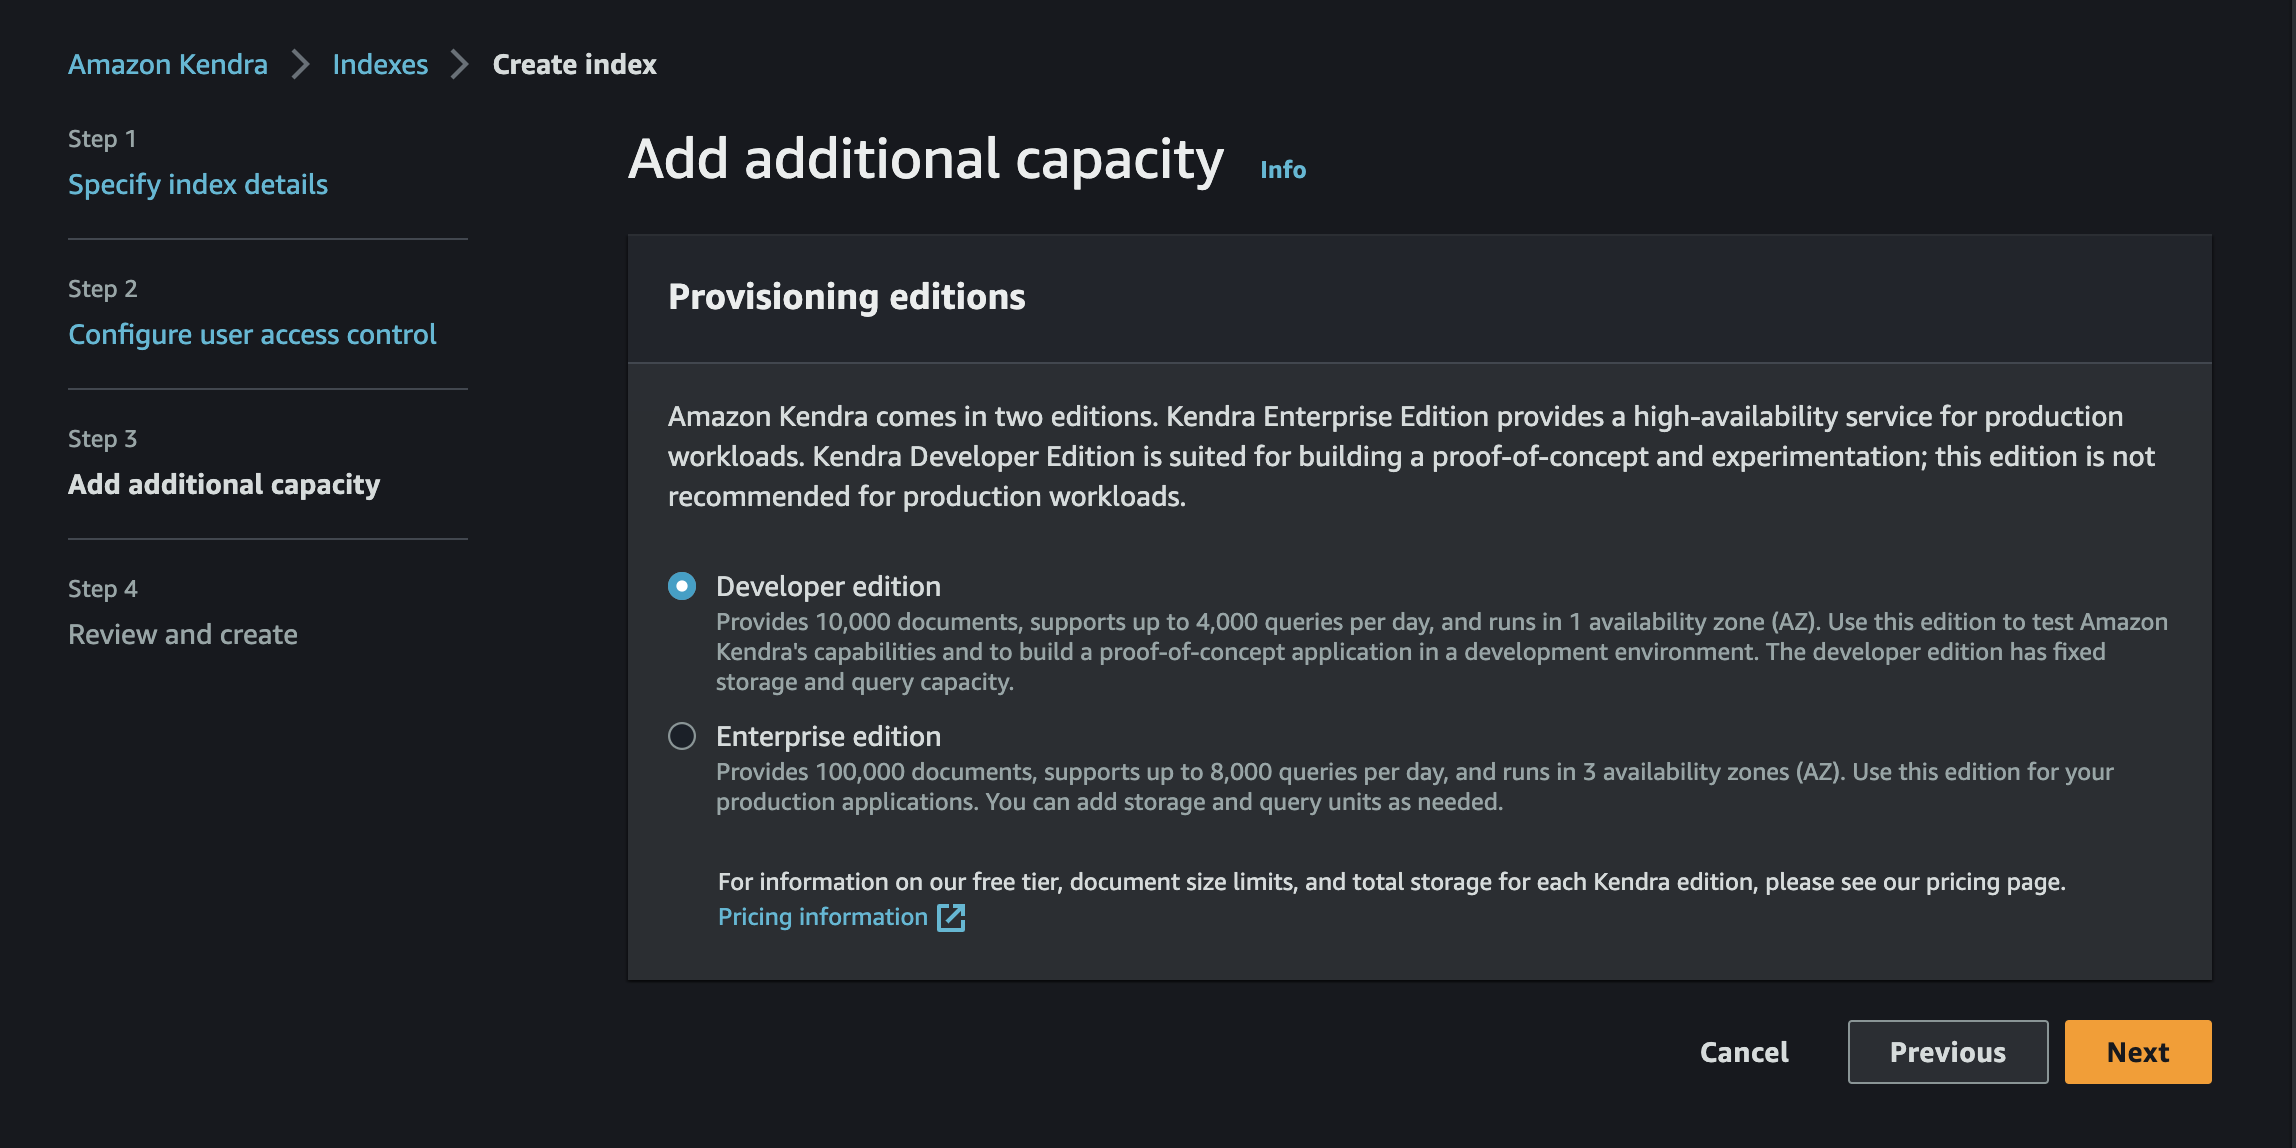 Amazon Kendra
Indexes
Create index
Step 1
Specify index details
Step 2
Configure user access control
Step 3
Add additional capacity
Step 4
Review and create
Add additional capacity
Info
Provisioning editions
Amazon Kendra comes in two editions. Kendra Enterprise Edition provides a high-availability service for production
workloads. Kendra Developer Edition is suited for building a proof-of-concept and experimentation; this edition is not
recommended for production workloads.
Developer edition
Provides 10,000 documents, supports up to 4,000 queries per day, and runs in 1 availability zone (AZ). Use this edition to test Amazon
Kendra's capabilities and to build a proof-of-concept application in a development environment. The developer edition has fixed
storage and query capacity.
Enterprise edition
Provides 100,000 documents, supports up to 8,000 queries per day, and runs in 3 availability zones (AZ). Use this edition for your
production applications. You can add storage and query units as needed.
For information on our free tier, document size limits, and total storage for each Kendra edition, please see our pricing page.
Pricing information
Cancel
Previous
Next